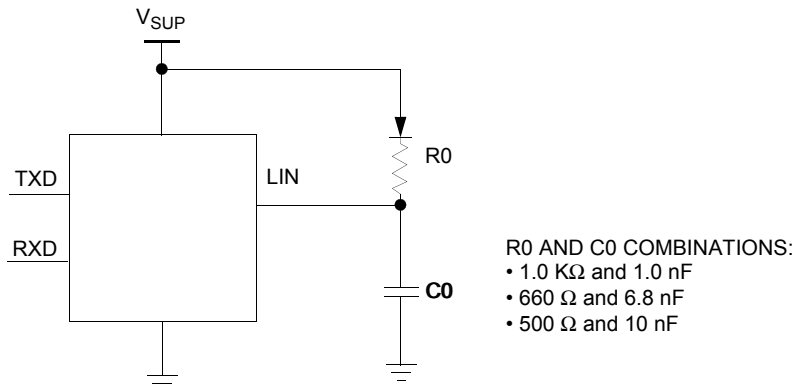 VSUP
R0
TXD
LIN
RXD
C0
R0 AND C0 COMBINATIONS:
• 1.0 KΩ and 1.0 nF
• 660 Ω and 6.8 nF
• 500 Ω and 10 nF